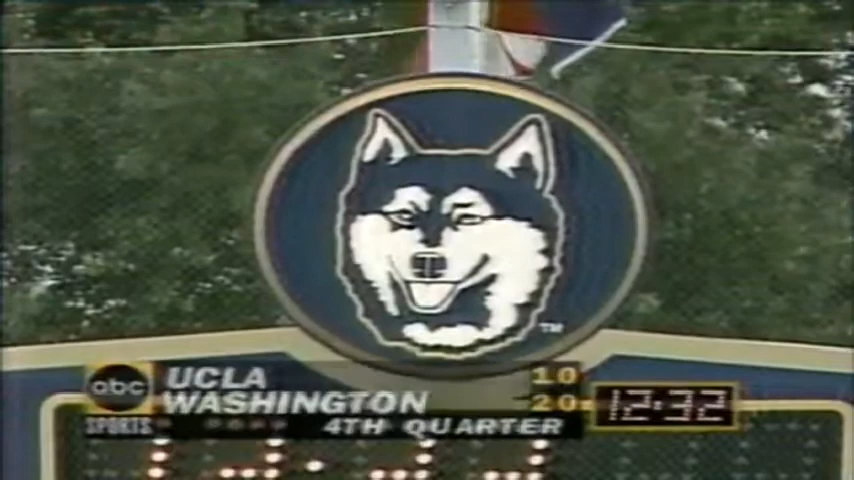 TM
abc UCLA 10
WASHINGTON 20
SPORTS
4TH QUARTER
12:32